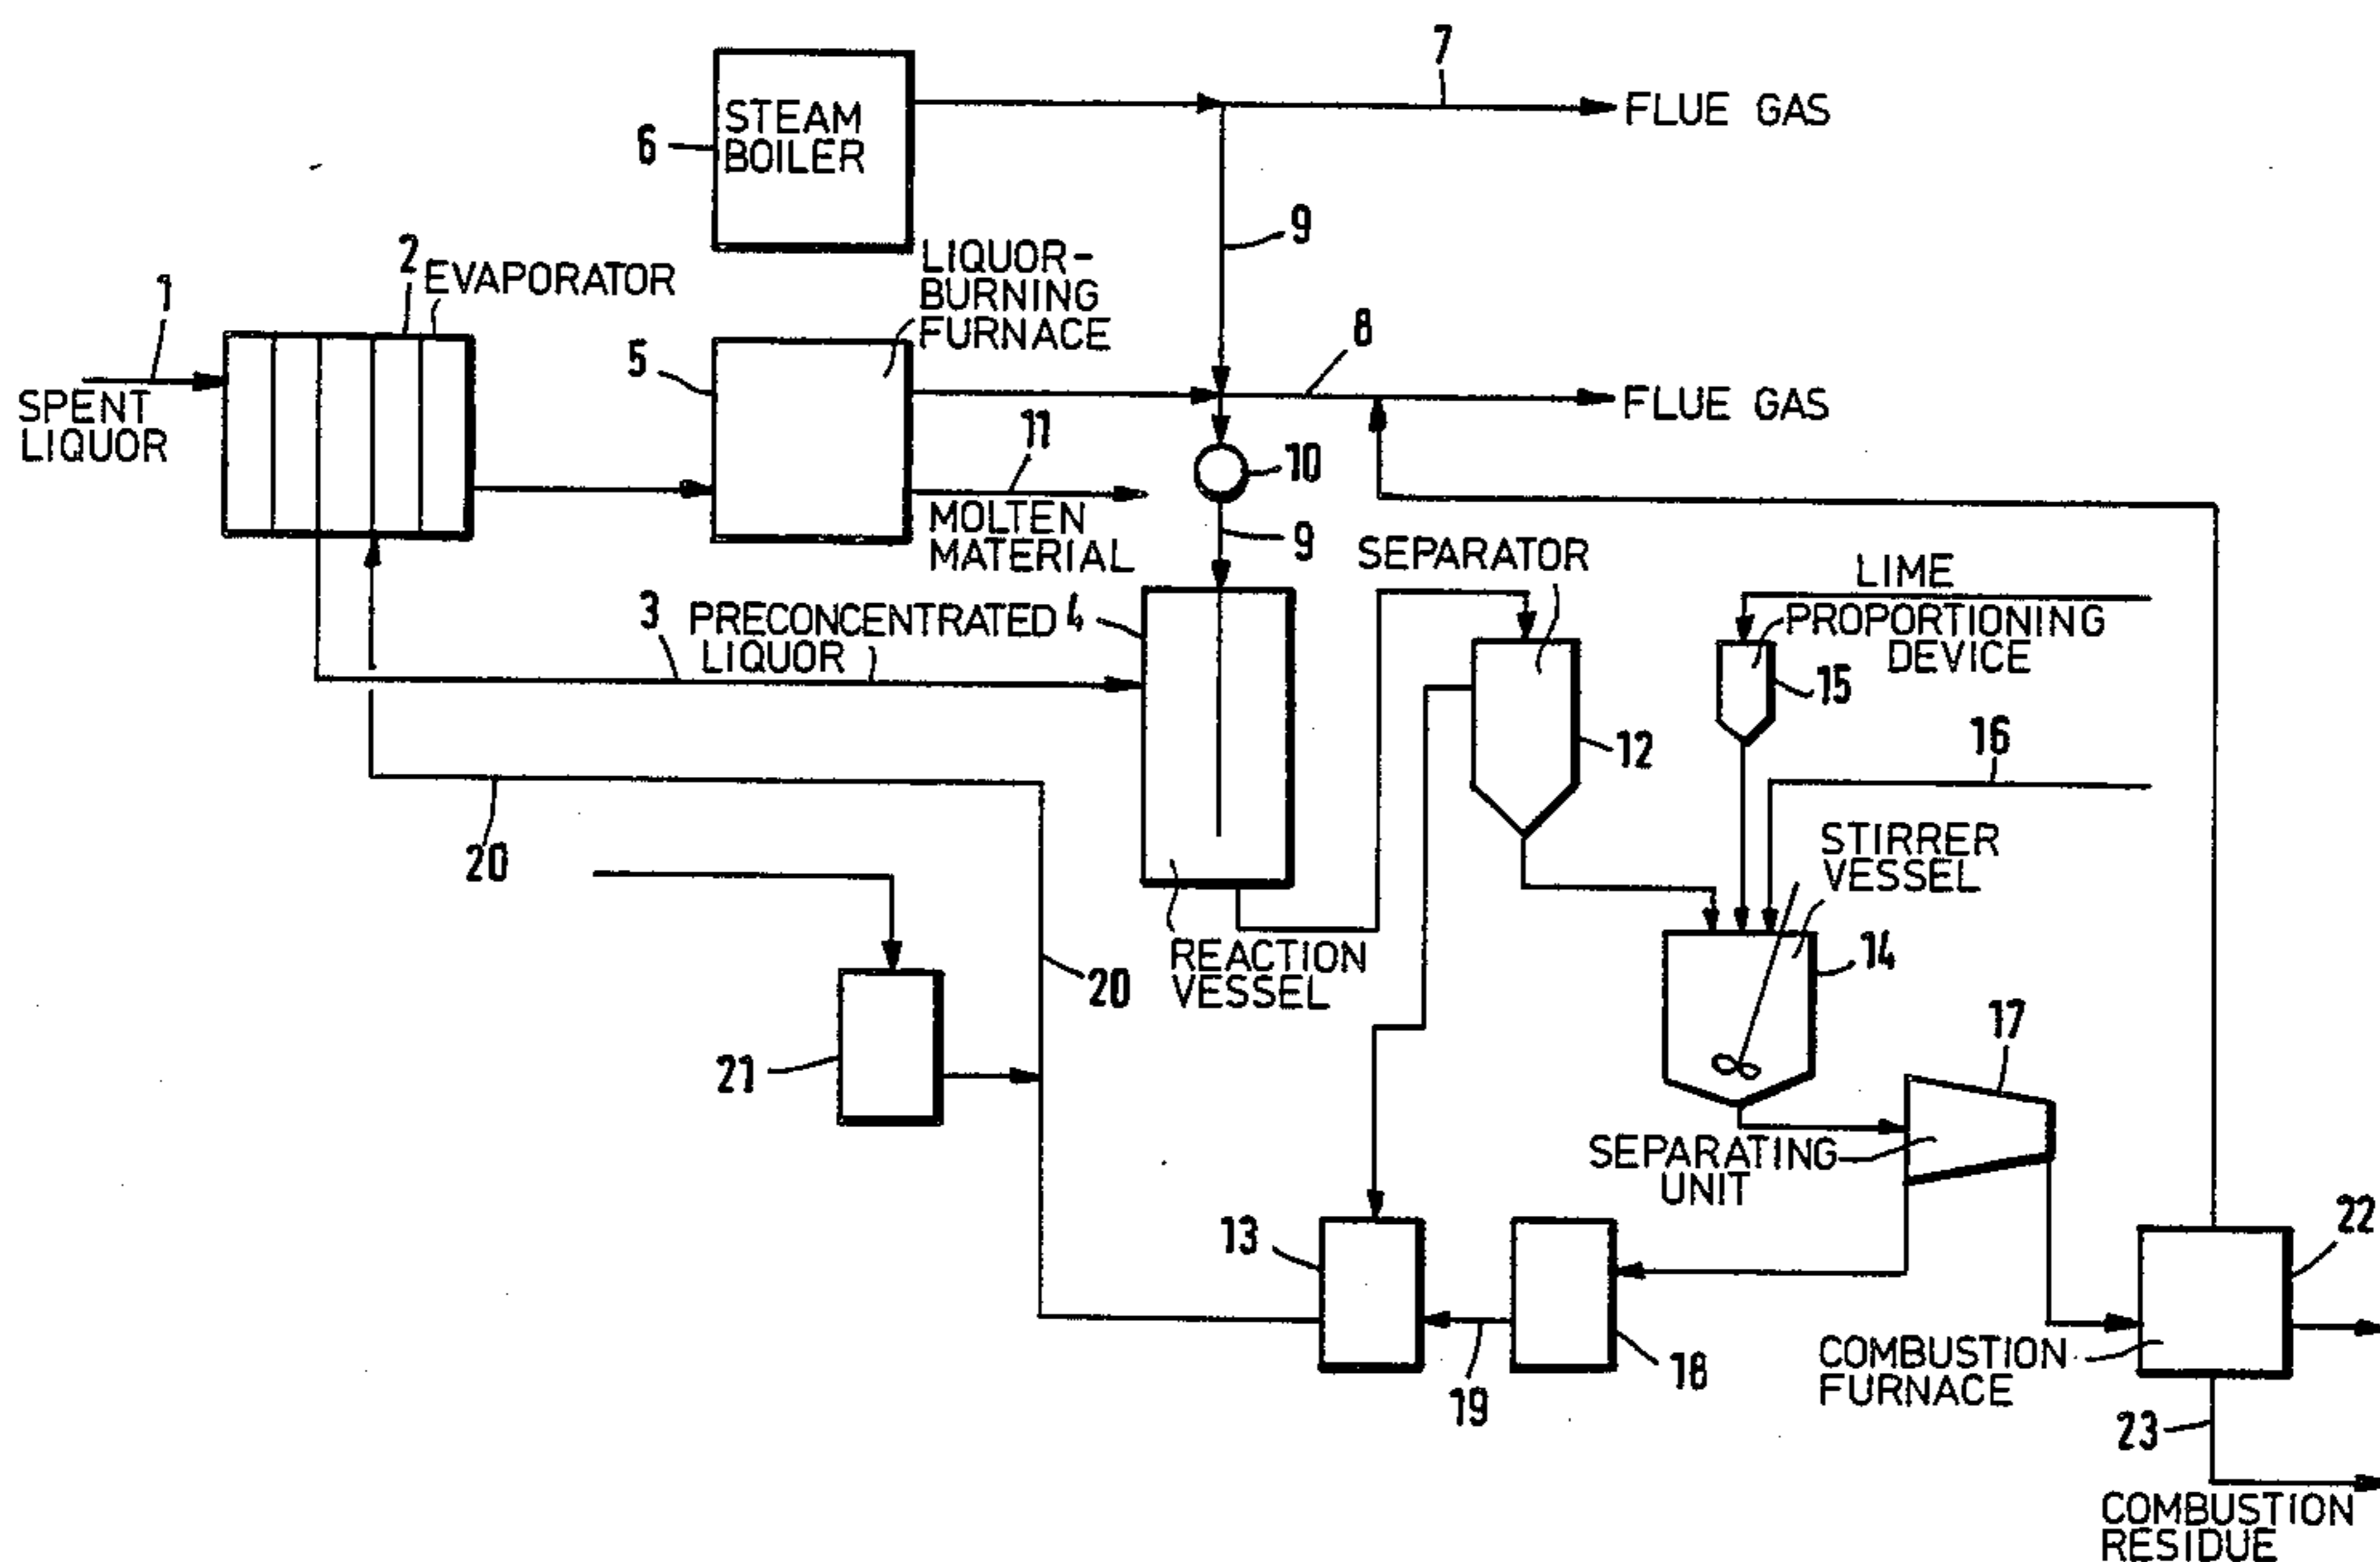 7
STEAM
BOILER
6
FLUE GAS
9
2
EVAPORATOR
LIQUOR-
BURNING
FURNACE
1
5
8
SPENT
LIQUOR
FLUE GAS
11
10
MOLTEN
MATERIAL
9
SEPARATOR
LIME
3
PRECONCENTRATED
LIQUOR
4
PROPORTIONING
DEVICE
15
12
16
STIRRER
VESSEL
20
REACTION
VESSEL
14
20
17
21
SEPARATING
UNIT
13
22
18
19
COMBUSTION
FURNACE
23
COMBUSTION
RESIDUE